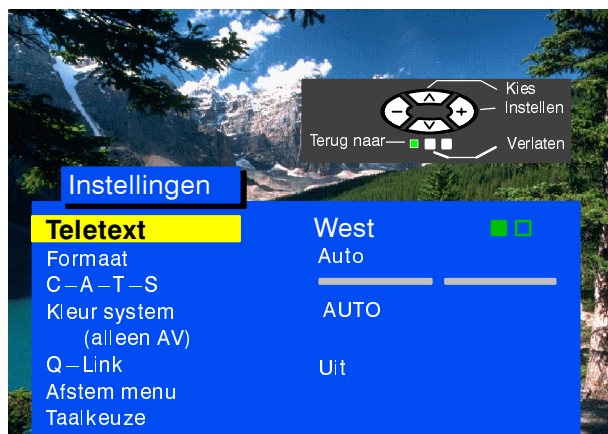 Kies
Instellen
Terug naar
Verlaten
Instellingen
Teletext West
Formaat Auto
C–A–T–S
Kleur systeem AUTO
(alleen AV)
Q–Link Uit
Afstem menu
Taalkeuze